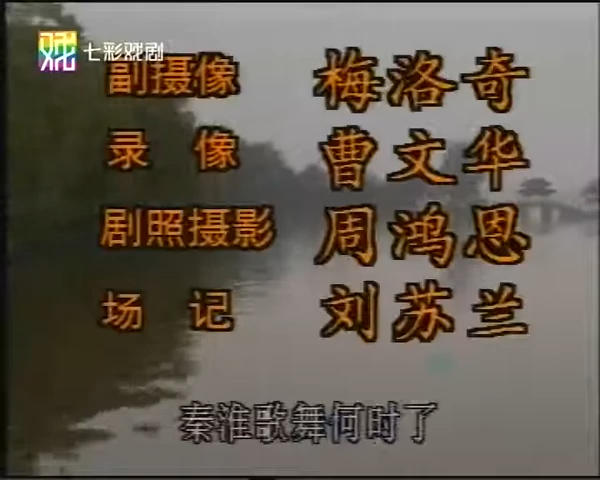 戏 七彩戏剧
副摄像 梅洛奇
录 像 曹文华
剧照摄影 周鸿恩
场 记 刘苏兰
秦淮歌舞何时了